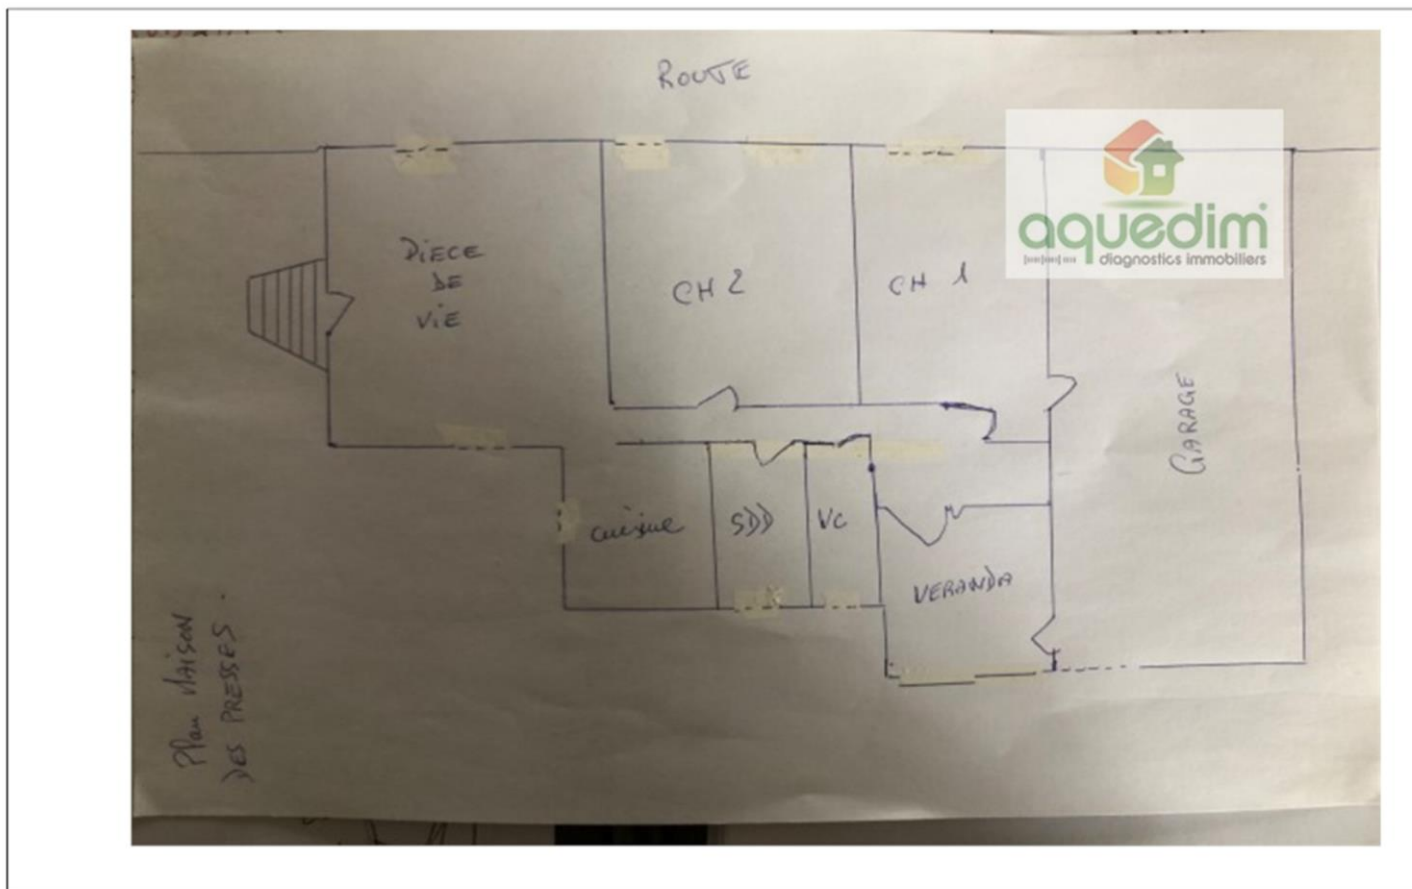 ROUTE
aquedim
diagnostics immobiliers
PIECE
DE
VIE
CH 2
CH 1
GARAGE
cuisine
SDD
VC
VERANDA
Plan MAISON
DES PRESSES.